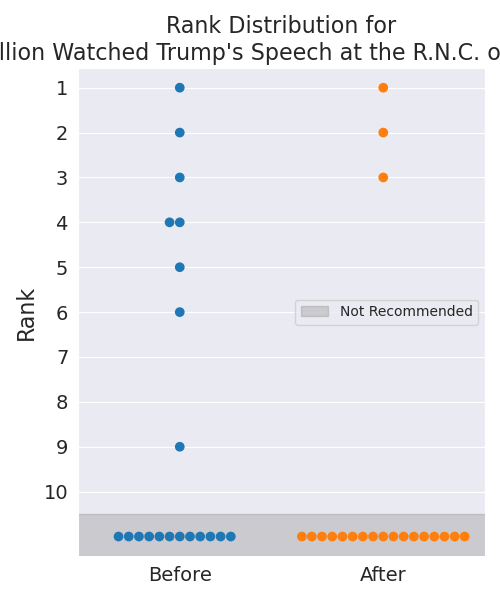 Rank Distribution for
llion Watched Trump's Speech at the R.N.C. o
1
2
3
4
5
6
7
8
9
10
Rank
Not Recommended
Before
After